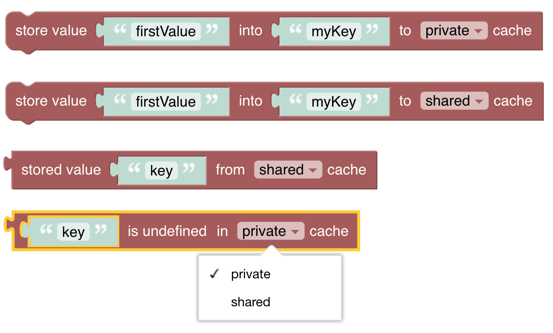 store value “ firstValue ” into “ myKey ” to private cache
store value “ firstValue ” into “ myKey ” to shared cache
stored value “ key ” from shared cache
“ key ” is undefined in private cache
✓ private
shared